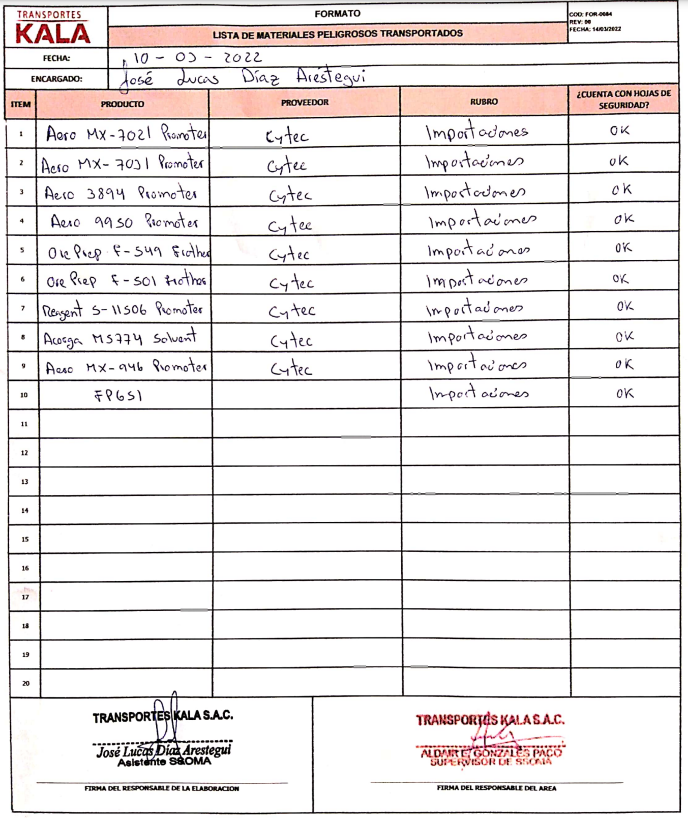 TRANSPORTES
KALA
FORMATO
LISTA DE MATERIALES PELIGROSOS TRANSPORTADOS
COD: FOR-0084
REV: 00
FECHA: 14/03/2022
FECHA: 10 - 03 - 2022
ENCARGADO: José Lucas Díaz Aréstegui
ITEM PRODUCTO PROVEEDOR RUBRO ¿CUENTA CON HOJAS DE SEGURIDAD?
1 Aero MX-7021 Promoter Cytec Importaciones OK
2 Aero MX-7031 Promoter Cytec Importaciones OK
3 Aero 3894 Promoter Cytec Importaciones OK
4 Aero 9950 Promoter Cytec Importaciones OK
5 Ore Prep F-549 Frother Cytec Importaciones OK
6 Ore Prep F-501 Frother Cytec Importaciones OK
7 Reagent S-11506 Promoter Cytec Importaciones OK
8 Acorga M5774 Solvent Cytec Importaciones OK
9 Aero MX-946 Promoter Cytec Importaciones OK
10 FP6S1 Importaciones OK
11
12
13
14
15
16
17
18
19
20
TRANSPORTES KALA S.A.C.
José Lucas Díaz Arestegui
Asistente SSOMA
FIRMA DEL RESPONSABLE DE LA ELABORACION
TRANSPORTES KALA S.A.C.
ALDAIR E. GONZALES PACO
SUPERVISOR DE SSOMA
FIRMA DEL RESPONSABLE DEL AREA